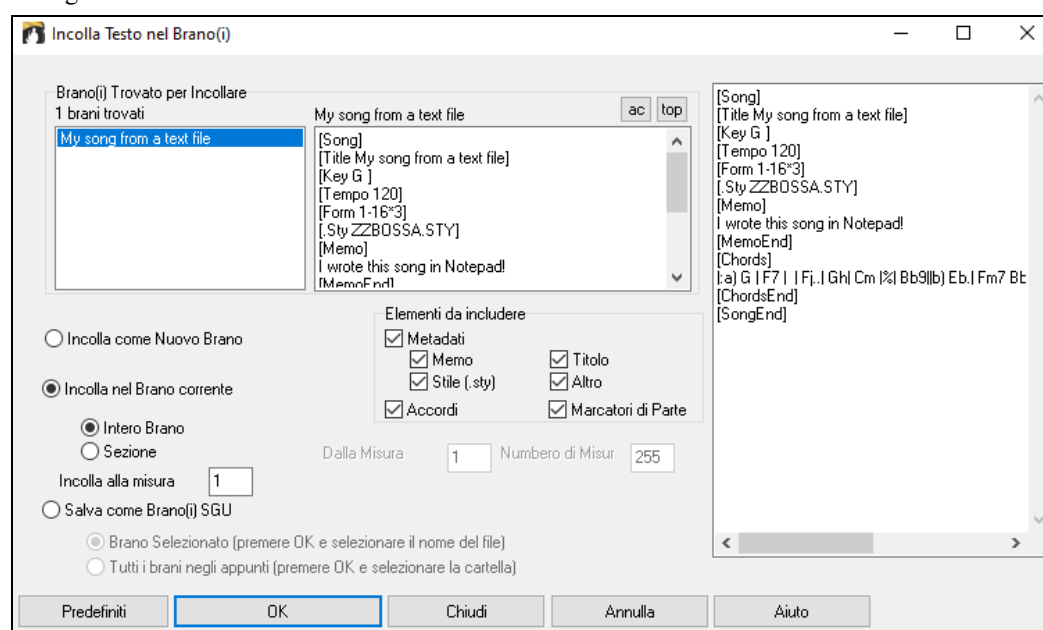 Incolla Testo nel Brano(i)
Brano(i) Trovato per Incollare
1 brani trovati
My song from a text file
ac top
My song from a text file
[Song]
[Title My song from a text file]
[Key G ]
[Tempo 120]
[Form 1-16*3]
[.Sty ZZBOSSA.STY]
[Memo]
I wrote this song in Notepad!
[MemoEnd]
[Song]
[Title My song from a text file]
[Key G ]
[Tempo 120]
[Form 1-16*3]
[.Sty ZZBOSSA.STY]
[Memo]
I wrote this song in Notepad!
[MemoEnd]
[Chords]
|:a) G | F7 | | Fj..| Gh| Cm |%| Bb9||b) Eb.| Fm7
[ChordsEnd]
[SongEnd]
Incolla come Nuovo Brano
Incolla nel Brano corrente
Intero Brano
Sezione
Incolla alla misura 1
Elementi da includere
Metadati
Memo Titolo
Stile (.sty) Altro
Accordi Marcatori di Parte
Dalla Misura 1 Numbero di Misur 255
Salva come Brano(i) SGU
Brano Selezionato (premere OK e selezionare il nome del file)
Tutti i brani negli appunti (premere OK e selezionare la cartella)
Predefiniti OK Chiudi Annulla Aiuto